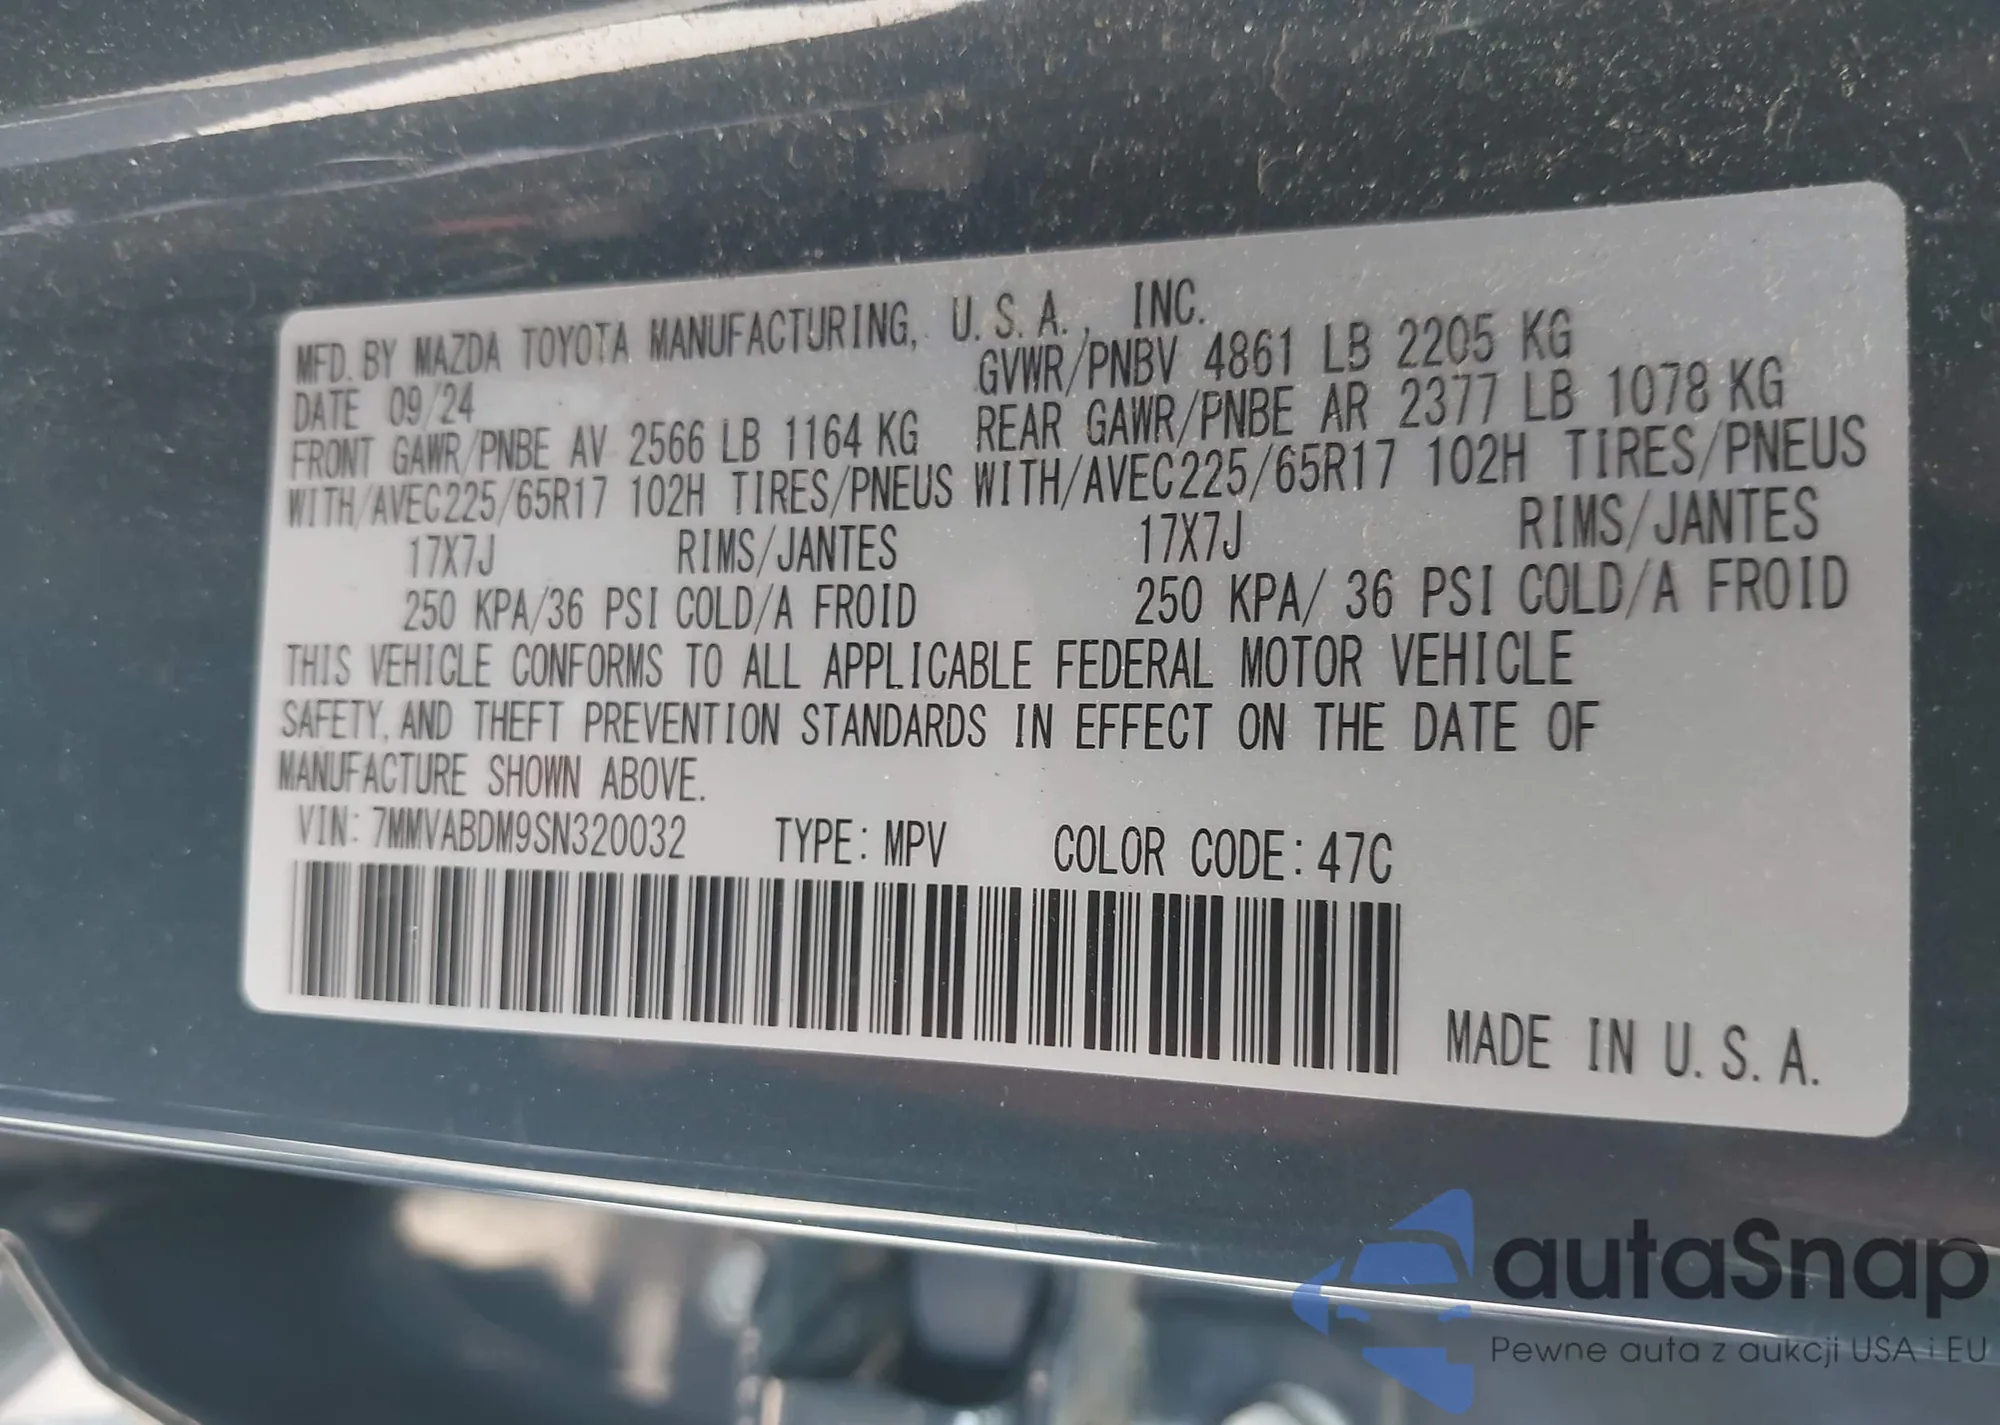 MFD. BY MAZDA TOYOTA MANUFACTURING, U.S.A., INC.
DATE 09/24 GVWR/PNBV 4861 LB 2205 KG
FRONT GAWR/PNBE AV 2566 LB 1164 KG REAR GAWR/PNBE AR 2377 LB 1078 KG
WITH/AVEC225/65R17 102H TIRES/PNEUS WITH/AVEC225/65R17 102H TIRES/PNEUS
17X7J RIMS/JANTES 17X7J RIMS/JANTES
250 KPA/36 PSI COLD/A FROID 250 KPA/ 36 PSI COLD/A FROID
THIS VEHICLE CONFORMS TO ALL APPLICABLE FEDERAL MOTOR VEHICLE
SAFETY, AND THEFT PREVENTION STANDARDS IN EFFECT ON THE DATE OF
MANUFACTURE SHOWN ABOVE.
VIN: 7MMVABDM9SN320032 TYPE: MPV COLOR CODE: 47C
MADE IN U.S.A.
autaSnap
Pewne auta z aukcji USA i EU